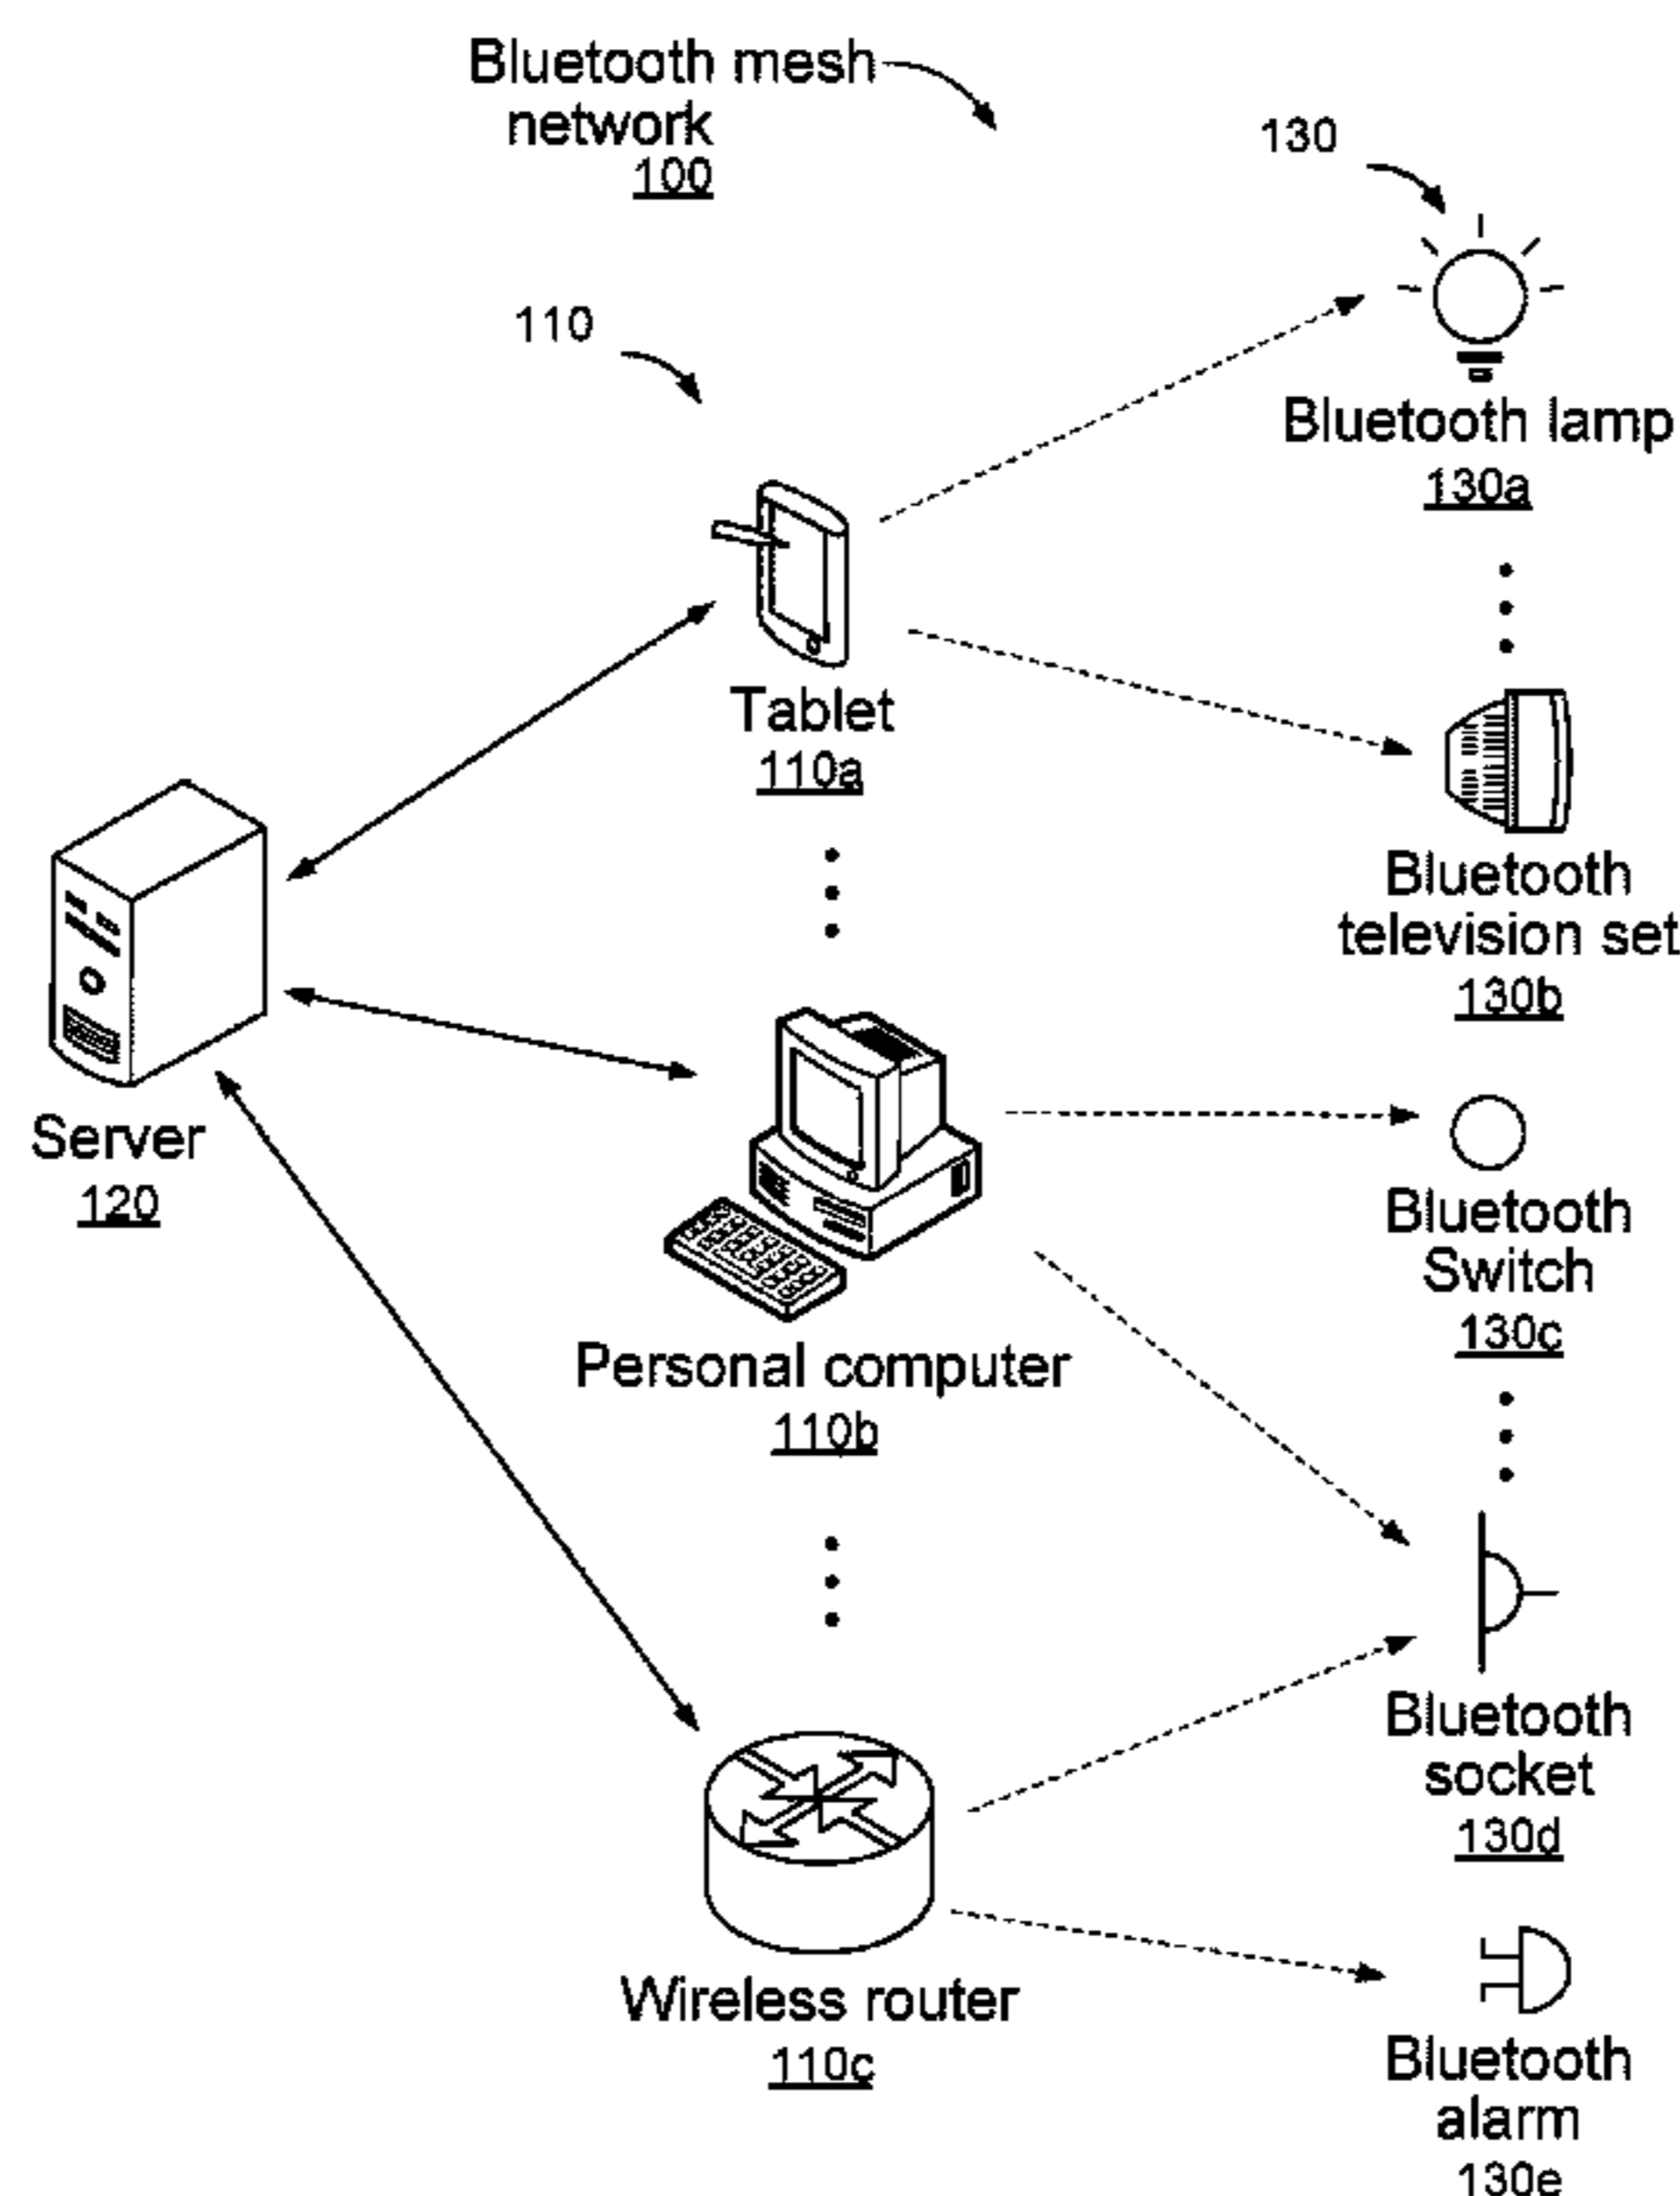 Bluetooth mesh
network
100
130
110
Bluetooth lamp
130a
Tablet
110a
Bluetooth
television set
130b
Server
120
Bluetooth
Switch
130c
Personal computer
110b
Bluetooth
socket
130d
Wireless router
110c
Bluetooth
alarm
130e